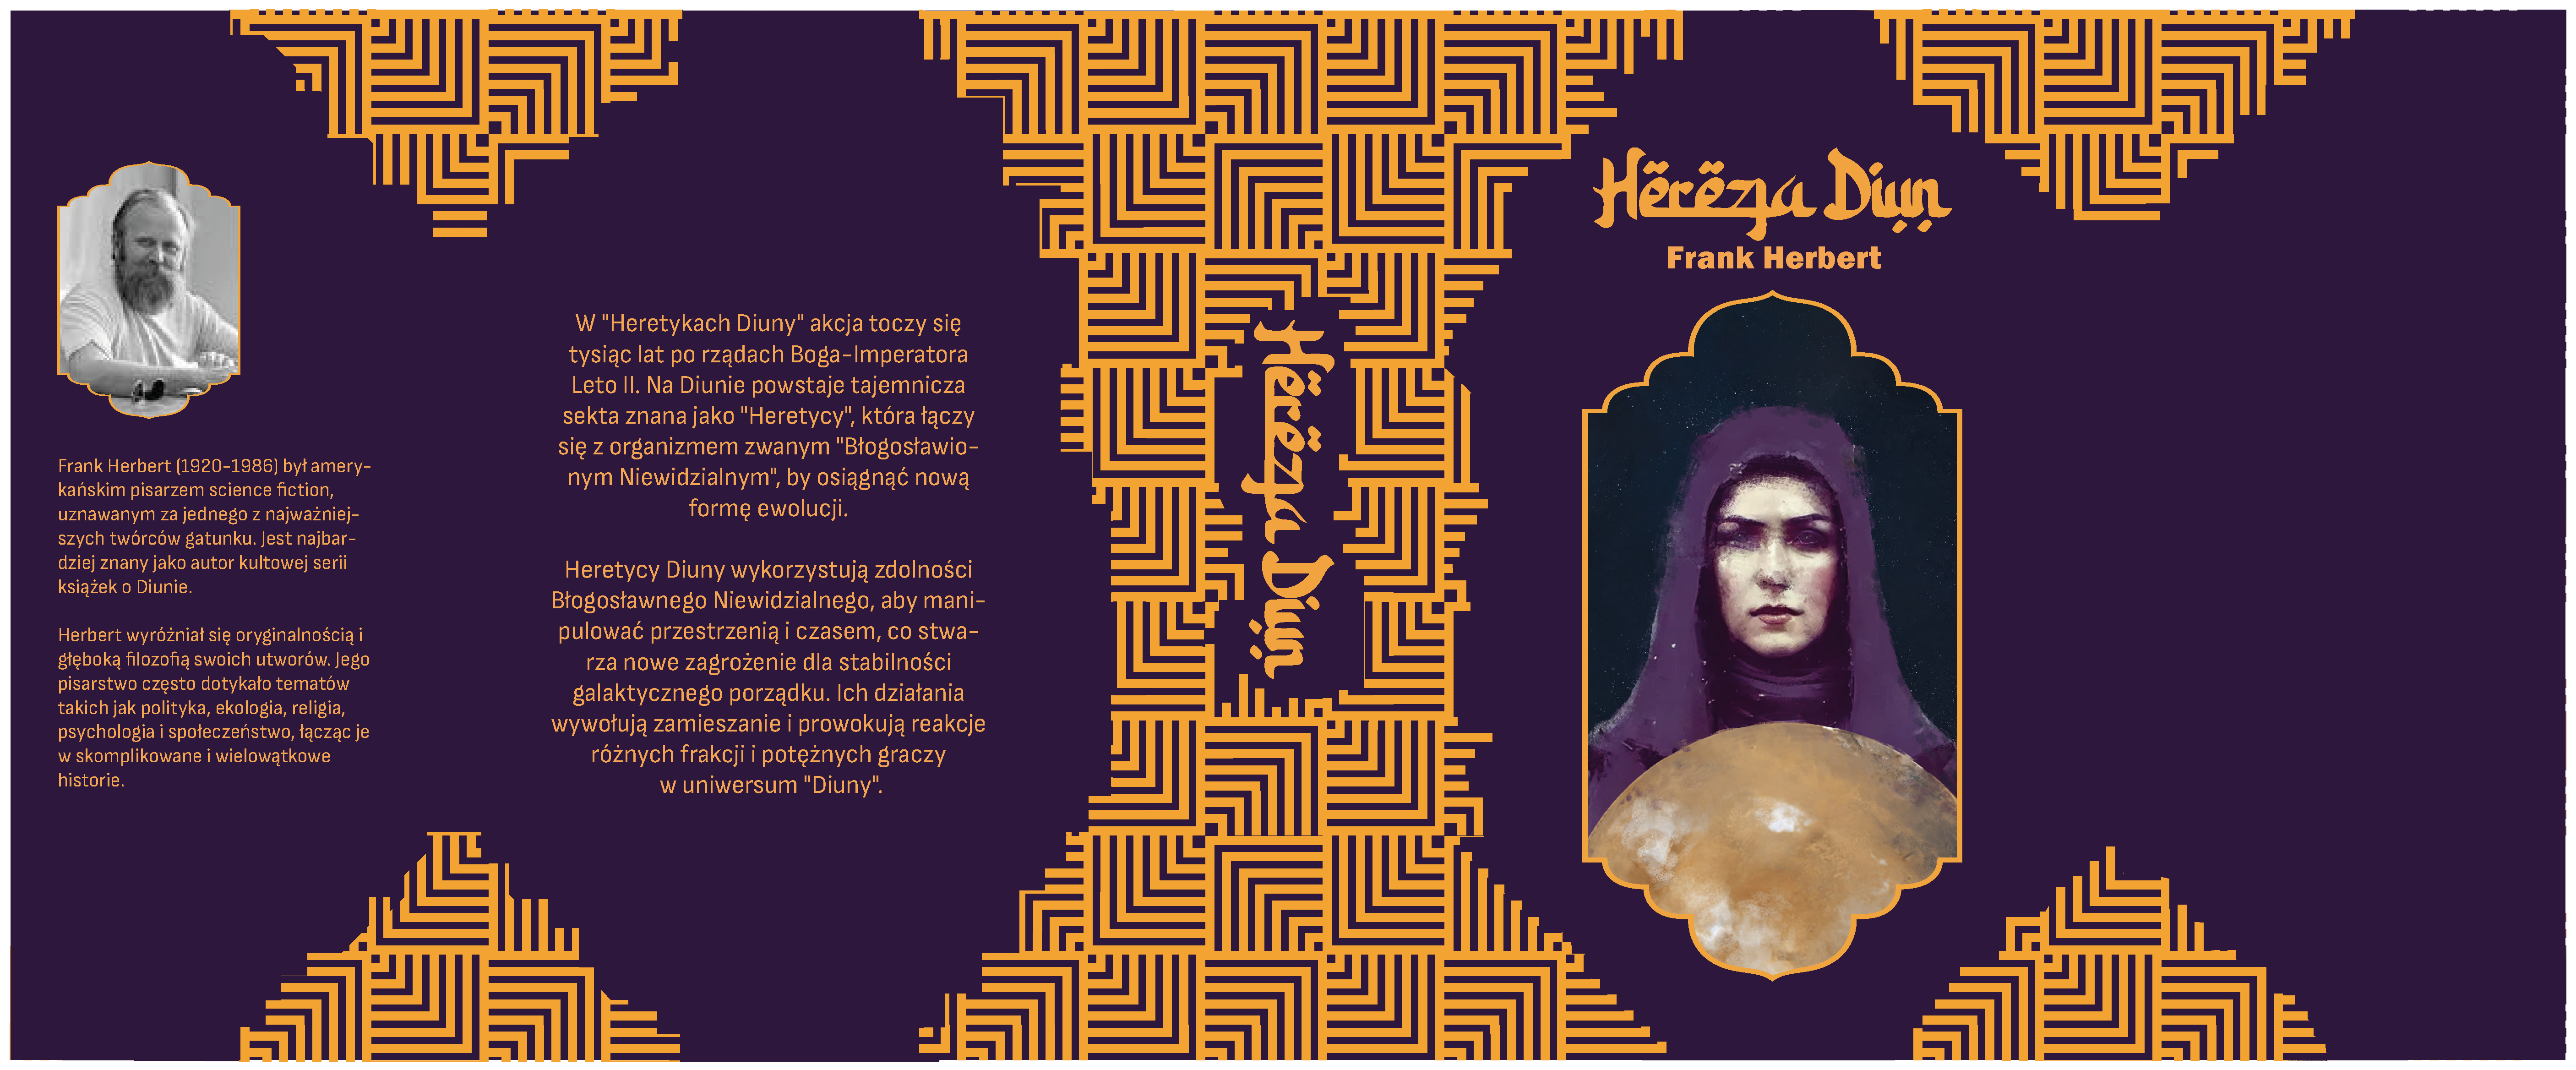 Frank Herbert (1920-1986) był amery-
kańskim pisarzem science fiction,
uznawanym za jednego z najważniej-
szych twórców gatunku. Jest najbar-
dziej znany jako autor kultowej serii
książek o Diunie.
Herbert wyróżniał się oryginalnością i
głęboką filozofią swoich utworów. Jego
pisarstwo często dotykało tematów
takich jak polityka, ekologia, religia,
psychologia i społeczeństwo, łącząc je
w skomplikowane i wielowątkowe
historie.
W "Heretykach Diuny" akcja toczy się
tysiąc lat po rządach Boga-Imperatora
Leto II. Na Diunie powstaje tajemnicza
sekta znana jako "Heretycy", która łączy
się z organizmem zwanym "Błogosławio-
nym Niewidzialnym", by osiągnąć nową
formę ewolucji.
Heretycy Diuny wykorzystują zdolności
Błogosławnego Niewidzialnego, aby mani-
pulować przestrzenią i czasem, co stwa-
rza nowe zagrożenie dla stabilności
galaktycznego porządku. Ich działania
wywołują zamieszanie i prowokują reakcje
różnych frakcji i potężnych graczy
w uniwersum "Diuny".
Hërëzja Diun
Hërëzja Diun
Frank Herbert